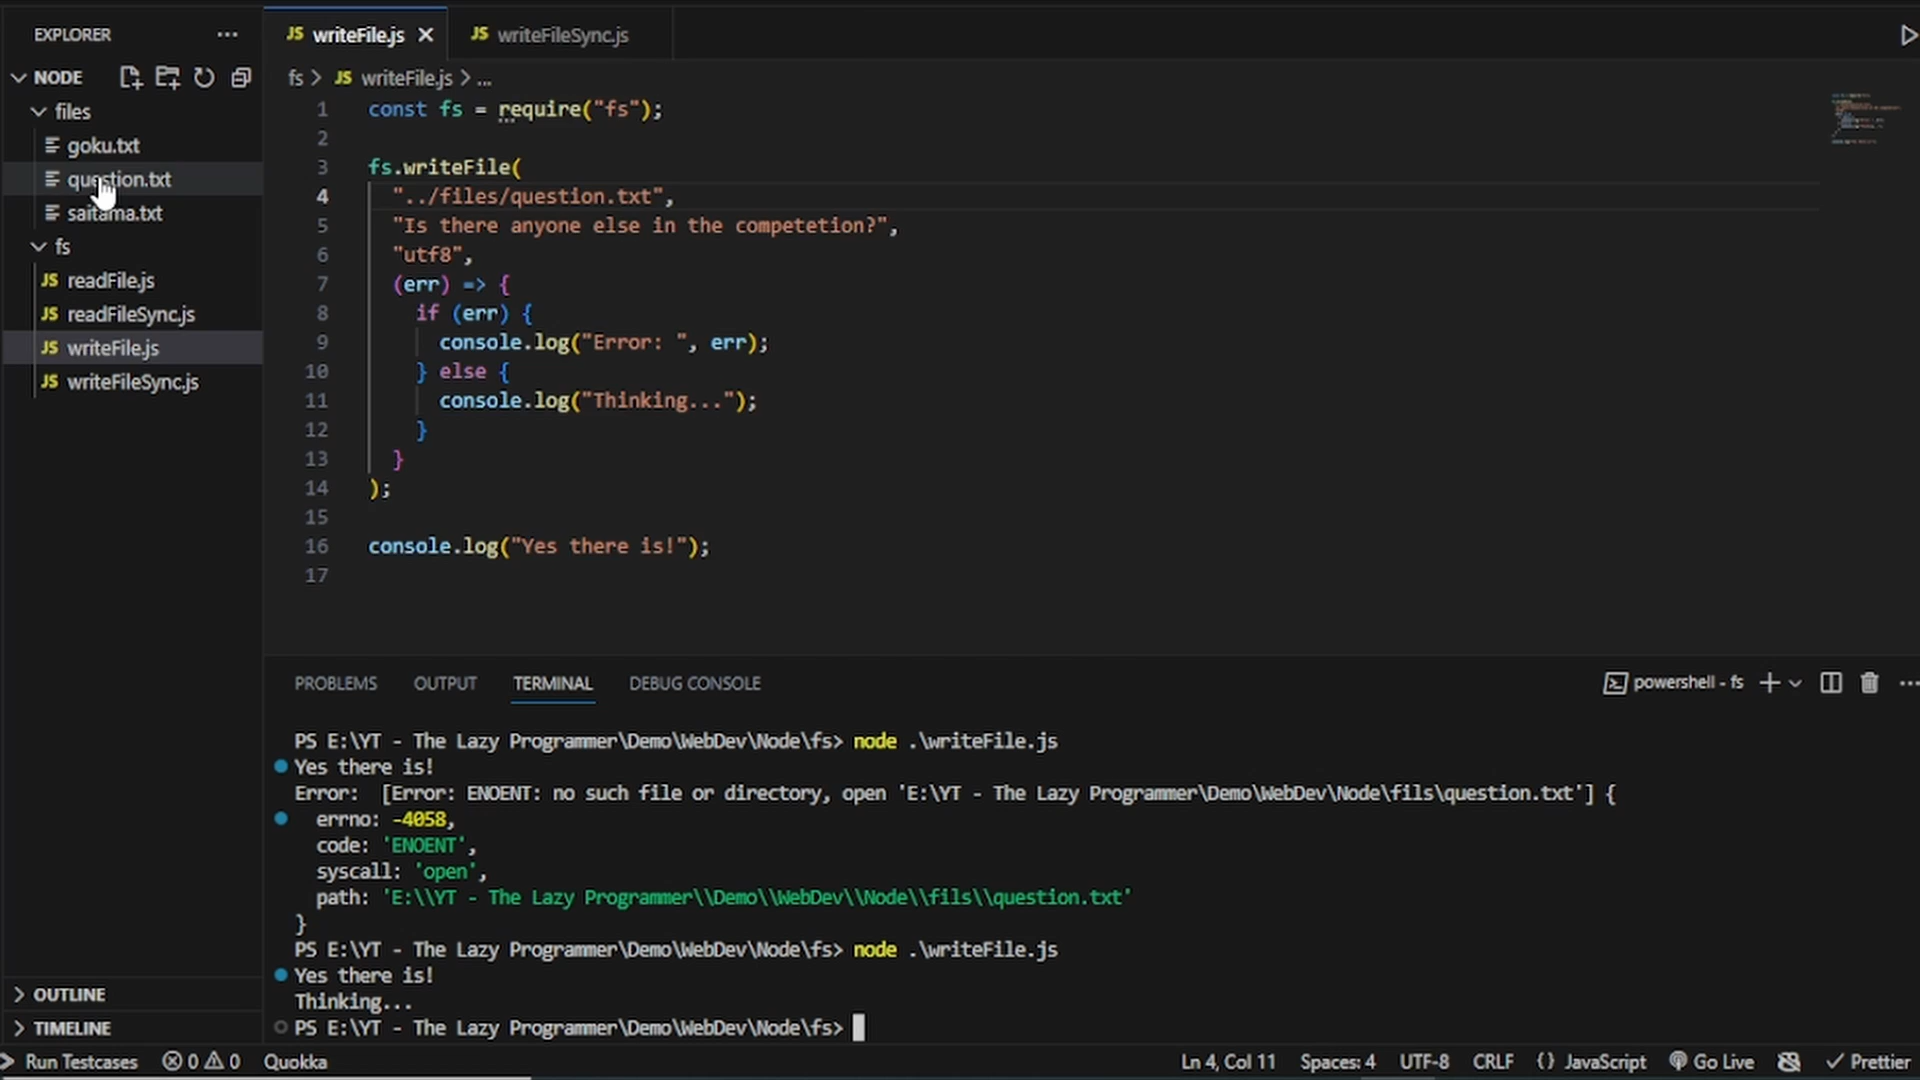 EXPLORER
NODE
files
goku.txt
question.txt
saitama.txt
fs
JS readFile.js
JS readFileSync.js
JS writeFile.js
JS writeFileSync.js
OUTLINE
TIMELINE
JS writeFile.js
JS writeFileSync.js
fs > JS writeFile.js > ...
1 const fs = require("fs");
2
3 fs.writeFile(
4 "../files/question.txt",
5 "Is there anyone else in the competetion?",
6 "utf8",
7 (err) => {
8 if (err) {
9 console.log("Error: ", err);
10 } else {
11 console.log("Thinking...");
12 }
13 }
14 );
15
16 console.log("Yes there is!");
17
PROBLEMS OUTPUT TERMINAL DEBUG CONSOLE powershell - fs
PS E:\YT - The Lazy Programmer\Demo\WebDev\Node\fs> node .\writeFile.js
Yes there is!
Error:  [Error: ENOENT: no such file or directory, open 'E:\YT - The Lazy Programmer\Demo\WebDev\Node\fils\question.txt'] {
errno: -4058,
code: 'ENOENT',
syscall: 'open',
path: 'E:\\YT - The Lazy Programmer\\Demo\\WebDev\\Node\\fils\\question.txt'
}
PS E:\YT - The Lazy Programmer\Demo\WebDev\Node\fs> node .\writeFile.js
Yes there is!
Thinking...
PS E:\YT - The Lazy Programmer\Demo\WebDev\Node\fs>
Run Testcases 0 0 Quokka Ln 4, Col 11 Spaces: 4 UTF-8 CRLF {} JavaScript Go Live Prettier